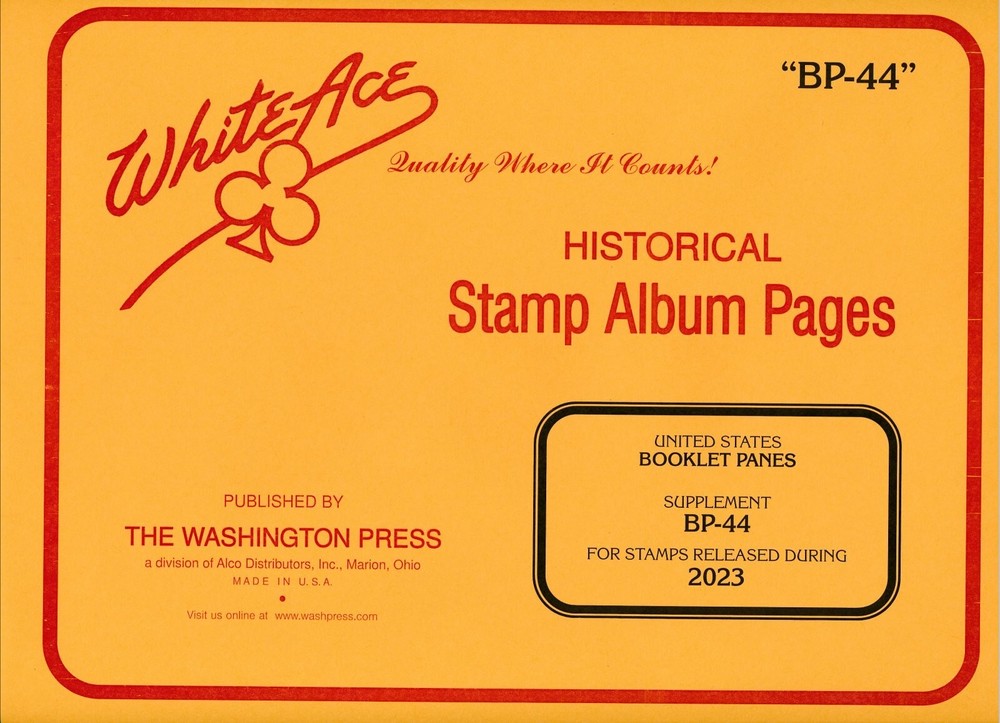 White Ace
“BP-44”
Quality Where It Counts!
HISTORICAL
Stamp Album Pages
UNITED STATES
BOOKLET PANES
SUPPLEMENT
BP-44
FOR STAMPS RELEASED DURING
2023
PUBLISHED BY
THE WASHINGTON PRESS
a division of Alco Distributors, Inc., Marion, Ohio
MADE IN U.S.A.
Visit us online at www.washpress.com